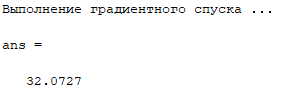 Выполнение градиентного спуска ...
ans =
32.0727